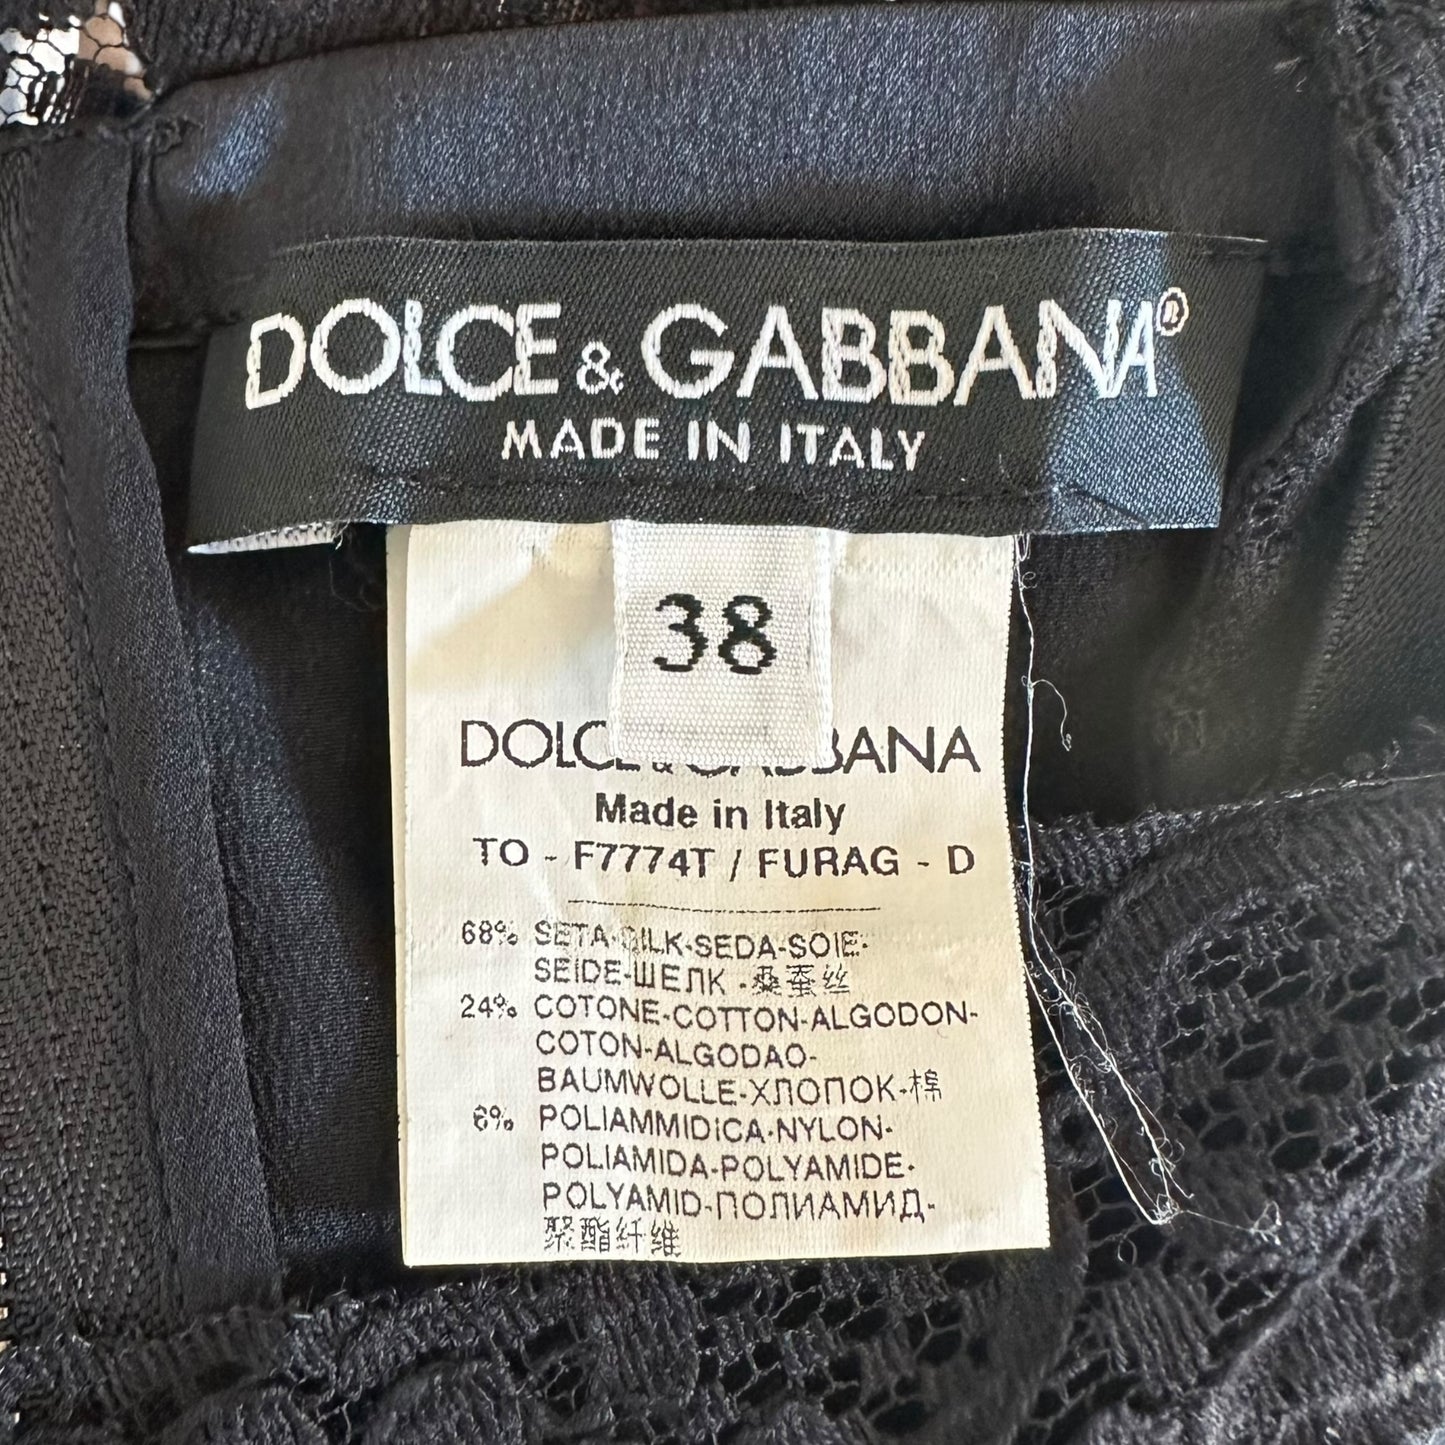 DOLCE & GABBANA®
MADE IN ITALY
38
DOLCE & GABBANA
Made in Italy
TO - F7774T / FURAG - D
68% SETA-SILK-SEDA-SOIE-
SEIDE-ШЕЛК -桑蚕丝
24% COTONE-COTTON-ALGODON-
COTON-ALGODAO-
BAUMWOLLE-ХЛОПОК-棉
6% POLIAMMIDICA-NYLON-
POLIAMIDA-POLYAMIDE-
POLYAMID-ПОЛИАМИД-
聚酯纤维